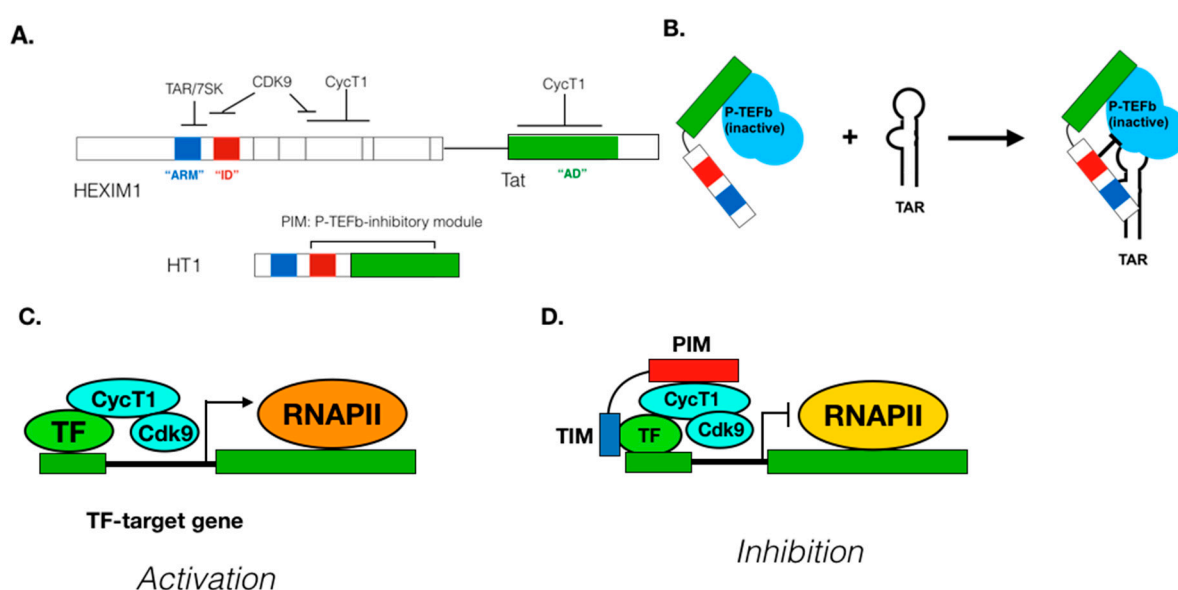 A.
TAR/7SK
CDK9
CycT1
CycT1
"ARM"
"ID"
HEXIM1
Tat
"AD"
PIM: P-TEFb-inhibitory module
HT1
B.
P-TEFb
(inactive)
+
TAR
P-TEFb
(inactive)
TAR
C.
CycT1
TF
Cdk9
RNAPII
TF-target gene
Activation
D.
PIM
CycT1
TIM
TF
Cdk9
RNAPII
Inhibition